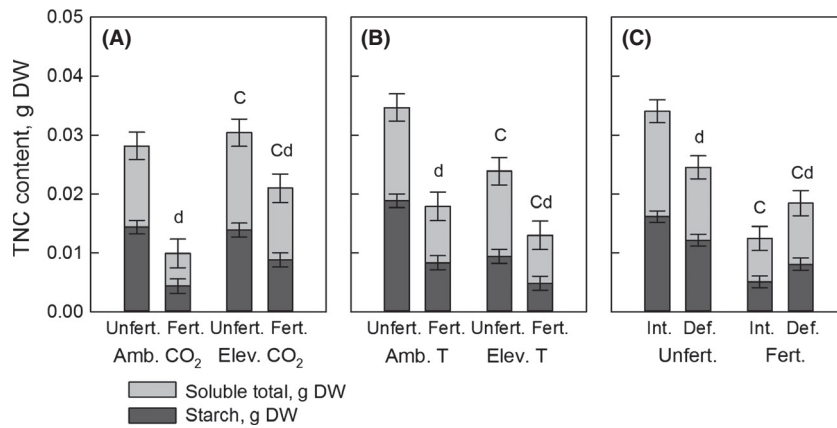 (A) (B) (C)
TNC content, g DW
0.05
0.04
0.03
0.02
0.01
0.00
d C Cd
d C Cd
d C Cd
Unfert. Fert. Unfert. Fert.
Amb. CO2 Elev. CO2
Unfert. Fert. Unfert. Fert.
Amb. T Elev. T
Int. Def. Int. Def.
Unfert. Fert.
Soluble total, g DW
Starch, g DW